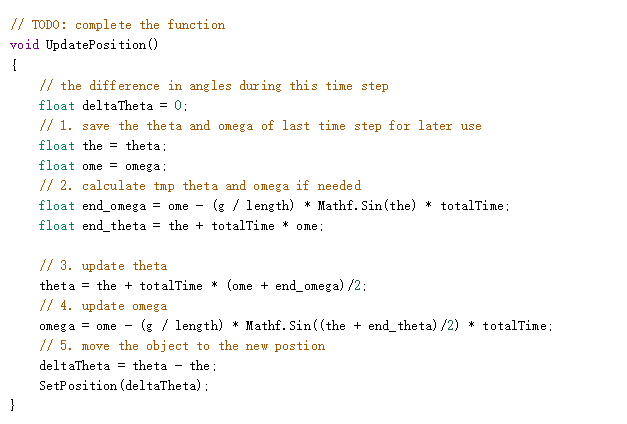 // TODO: complete the function
void UpdatePosition()
{
// the difference in angles during this time step
float deltaTheta = 0;
// 1. save the theta and omega of last time step for later use
float the = theta;
float ome = omega;
// 2. calculate tmp theta and omega if needed
float end_omega = ome - (g / length) * Mathf.Sin(the) * totalTime;
float end_theta = the + totalTime * ome;
// 3. update theta
theta = the + totalTime * (ome + end_omega)/2;
// 4. update omega
omega = ome - (g / length) * Mathf.Sin((the + end_theta)/2) * totalTime;
// 5. move the object to the new postion
deltaTheta = theta - the;
SetPosition(deltaTheta);
}